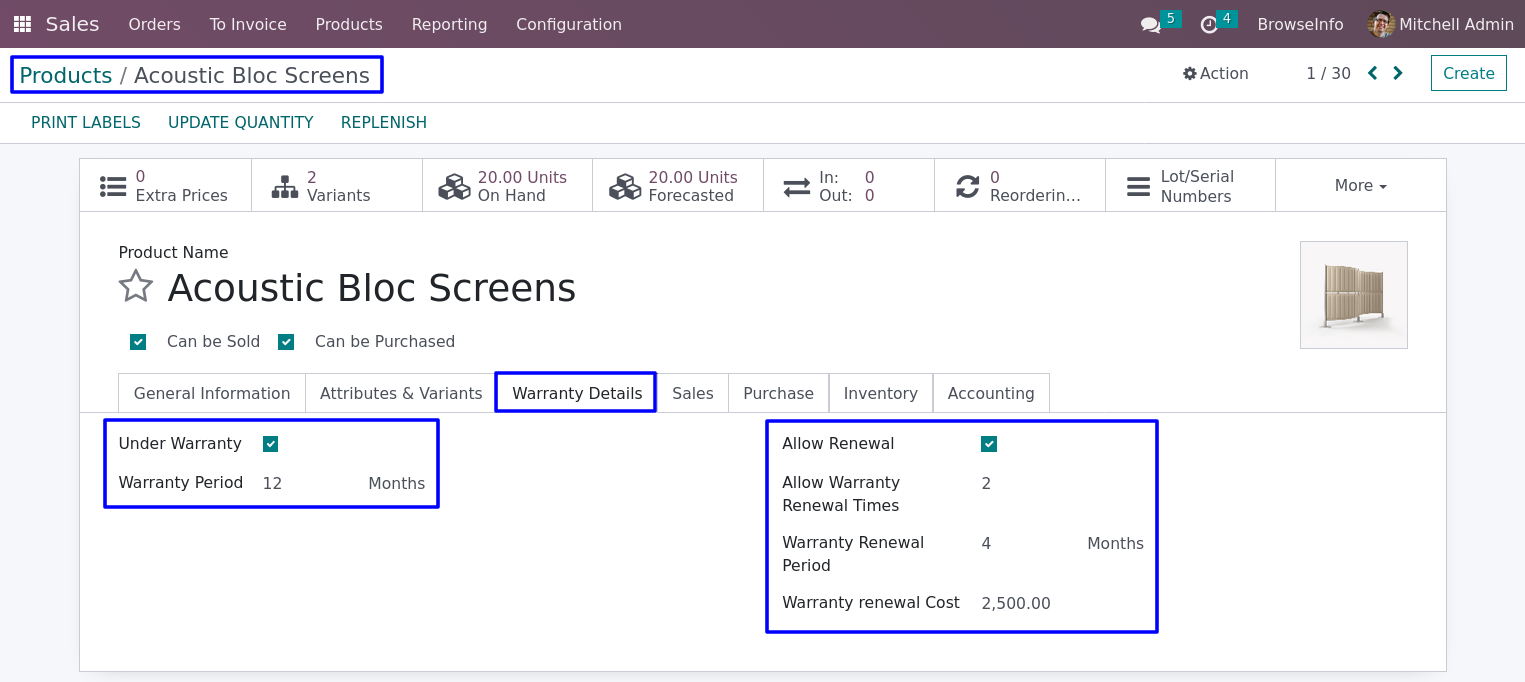 Sales Orders To Invoice Products Reporting Configuration 5 4 BrowseInfo Mitchell Admin
Products / Acoustic Bloc Screens Action 1 / 30 Create
PRINT LABELS UPDATE QUANTITY REPLENISH
0 2 20.00 Units 20.00 Units In: 0 0 Lot/Serial
Extra Prices Variants On Hand Forecasted Out: 0 Reorderin... Numbers
More
Product Name
Acoustic Bloc Screens
Can be Sold Can be Purchased
General Information Attributes & Variants Warranty Details Sales Purchase Inventory Accounting
Under Warranty Allow Renewal
Warranty Period 12 Months Allow Warranty 2
Renewal Times
Warranty Renewal 4 Months
Period
Warranty renewal Cost 2,500.00